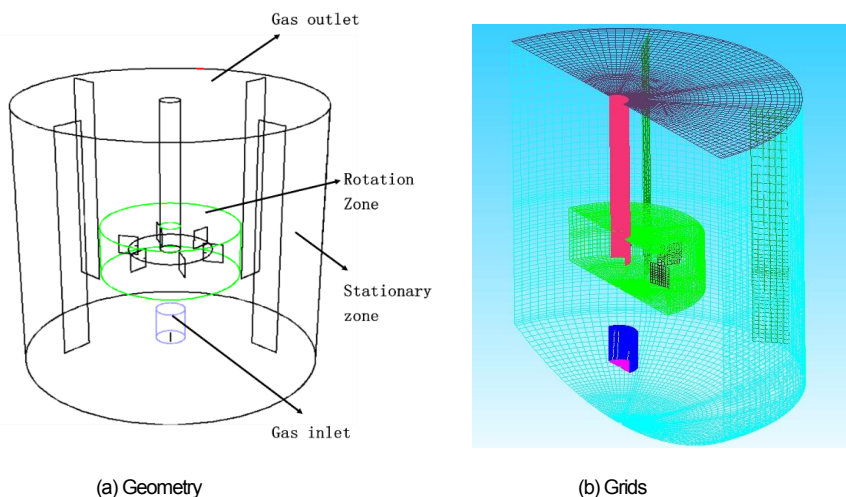 Gas outlet
Rotation
Zone
Stationary
zone
Gas inlet
(a) Geometry
(b) Grids